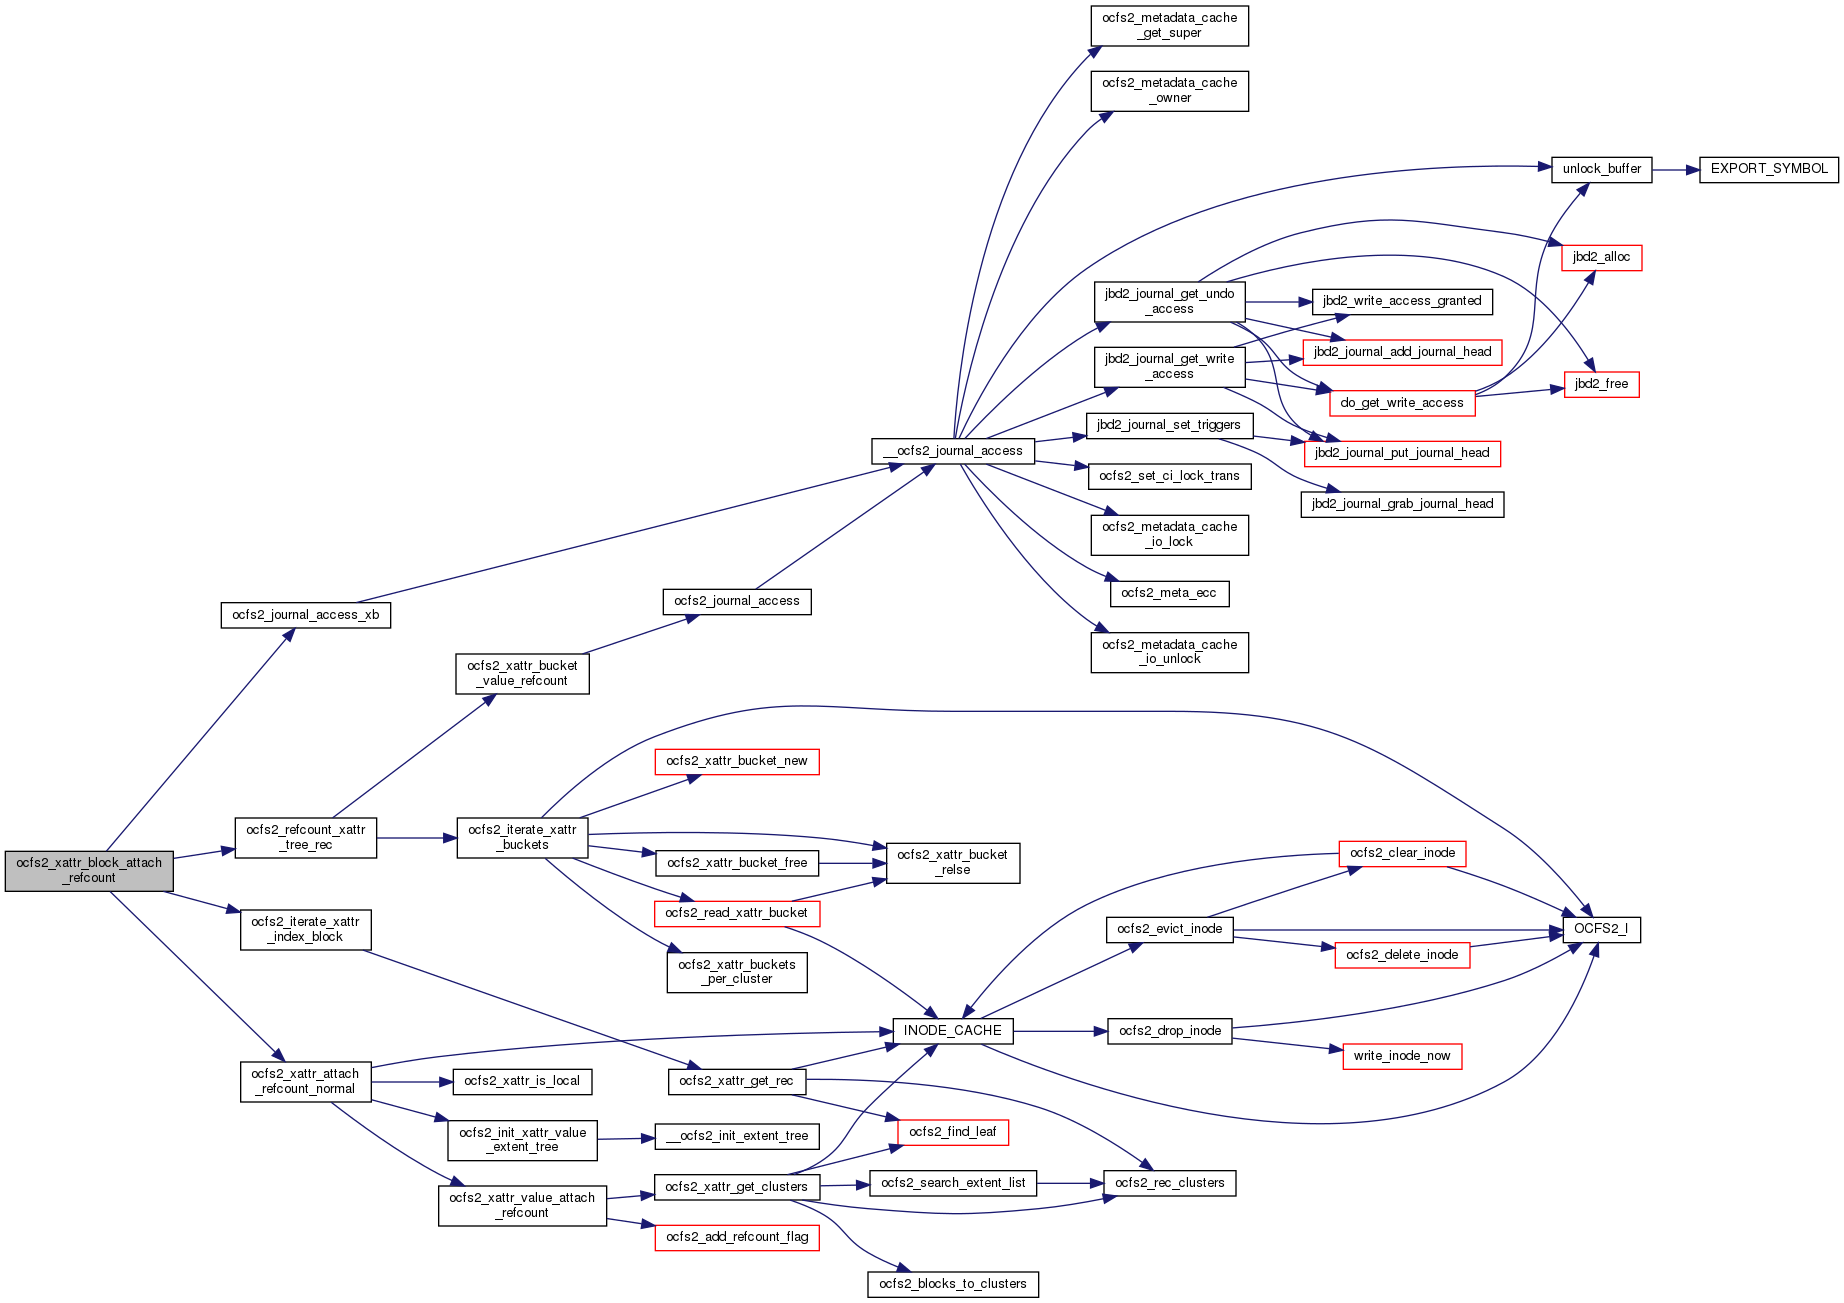 ocfs2_metadata_cache
_get_super
ocfs2_metadata_cache
_owner
unlock_buffer
EXPORT_SYMBOL
jbd2_alloc
jbd2_journal_get_undo
_access
jbd2_write_access_granted
jbd2_journal_add_journal_head
jbd2_journal_get_write
_access
jbd2_free
do_get_write_access
jbd2_journal_set_triggers
__ocfs2_journal_access
jbd2_journal_put_journal_head
ocfs2_set_ci_lock_trans
jbd2_journal_grab_journal_head
ocfs2_metadata_cache
_io_lock
ocfs2_meta_ecc
ocfs2_journal_access
ocfs2_journal_access_xb
ocfs2_metadata_cache
_io_unlock
ocfs2_xattr_bucket
_value_refcount
ocfs2_xattr_bucket_new
ocfs2_refcount_xattr
_tree_rec
ocfs2_iterate_xattr
_buckets
ocfs2_xattr_block_attach
_refcount
ocfs2_xattr_bucket_free
ocfs2_xattr_bucket
_relse
ocfs2_clear_inode
ocfs2_read_xattr_bucket
ocfs2_iterate_xattr
_index_block
ocfs2_evict_inode
OCFS2_I
ocfs2_delete_inode
ocfs2_xattr_buckets
_per_cluster
INODE_CACHE
ocfs2_drop_inode
write_inode_now
ocfs2_xattr_attach
_refcount_normal
ocfs2_xattr_is_local
ocfs2_xattr_get_rec
ocfs2_init_xattr_value
_extent_tree
__ocfs2_init_extent_tree
ocfs2_find_leaf
ocfs2_xattr_value_attach
_refcount
ocfs2_xattr_get_clusters
ocfs2_search_extent_list
ocfs2_rec_clusters
ocfs2_add_refcount_flag
ocfs2_blocks_to_clusters